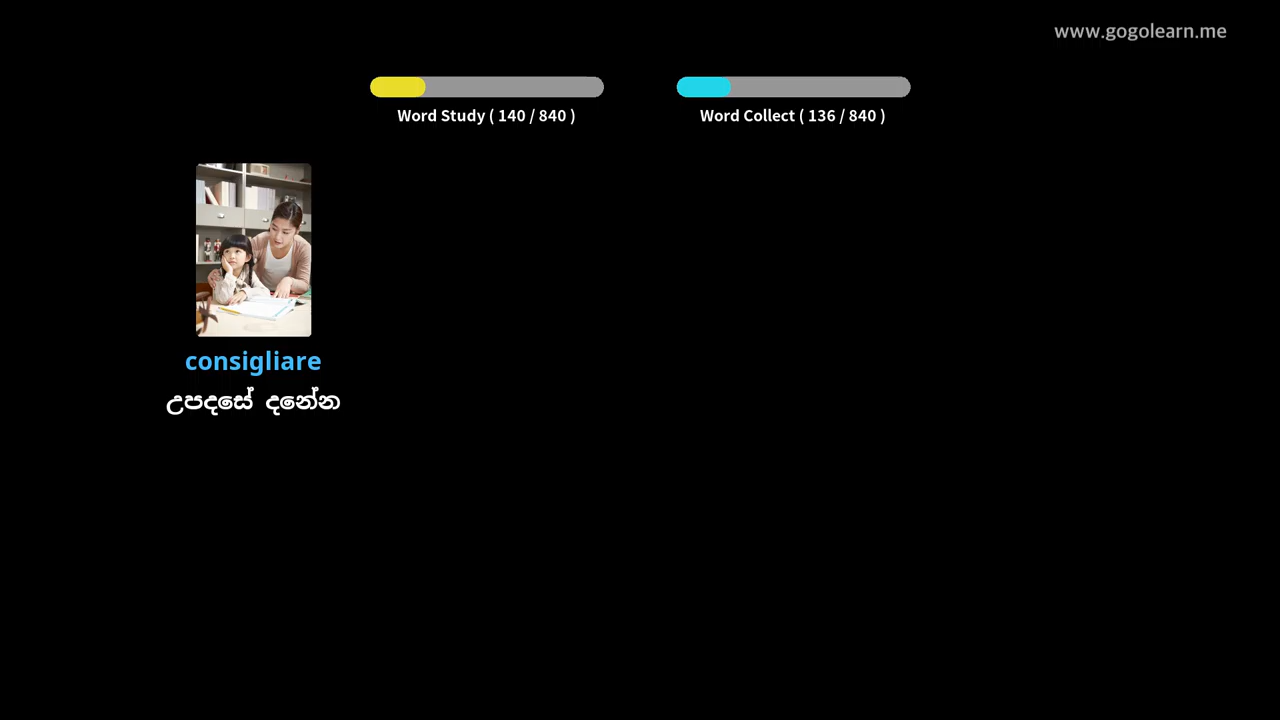 www.gogolearn.me
Word Study ( 140 / 840 )
Word Collect ( 136 / 840 )
consigliare
උපදෙස් දෙන්න